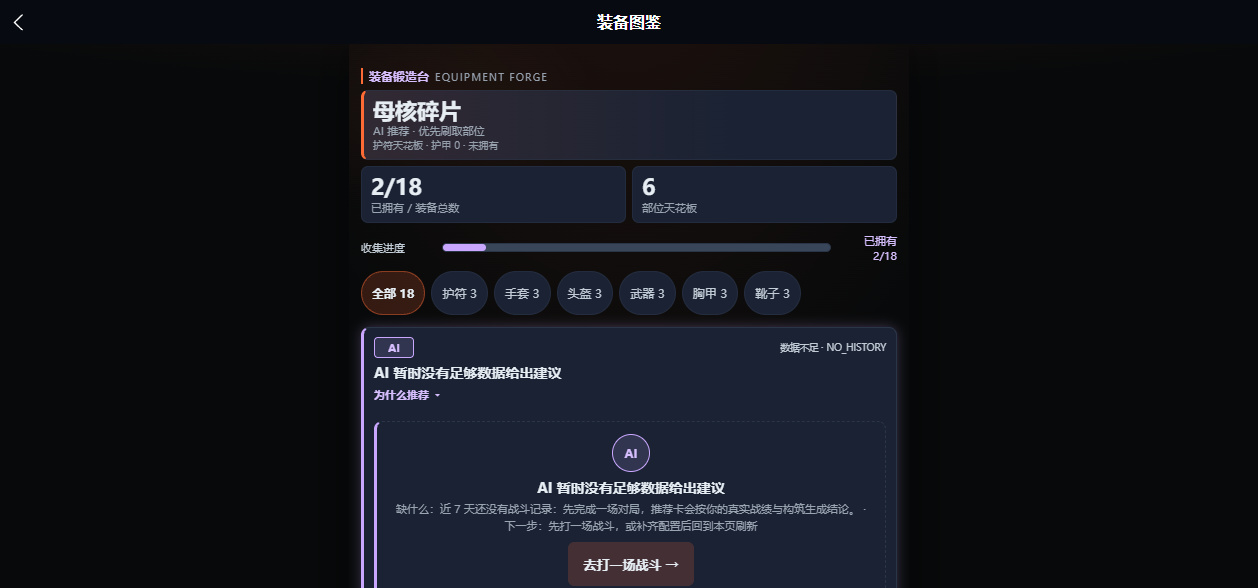 装备图鉴
装备锻造台 EQUIPMENT FORGE
母核碎片
AI 推荐 · 优先刷取部位
护符天花板 · 护甲 0 · 未拥有
2/18
已拥有 / 装备总数
6
部位天花板
收集进度
已拥有
2/18
全部 18
护符 3
手套 3
头盔 3
武器 3
胸甲 3
靴子 3
AI
数据不足 · NO_HISTORY
AI 暂时没有足够数据给出建议
为什么推荐
AI
AI 暂时没有足够数据给出建议
缺什么：近 7 天还没有战斗记录：先完成一场对局，推荐卡会按你的真实战绩与构筑生成结论。 ·
下一步：先打一场战斗，或补齐配置后回到本页刷新
去打一场战斗 →